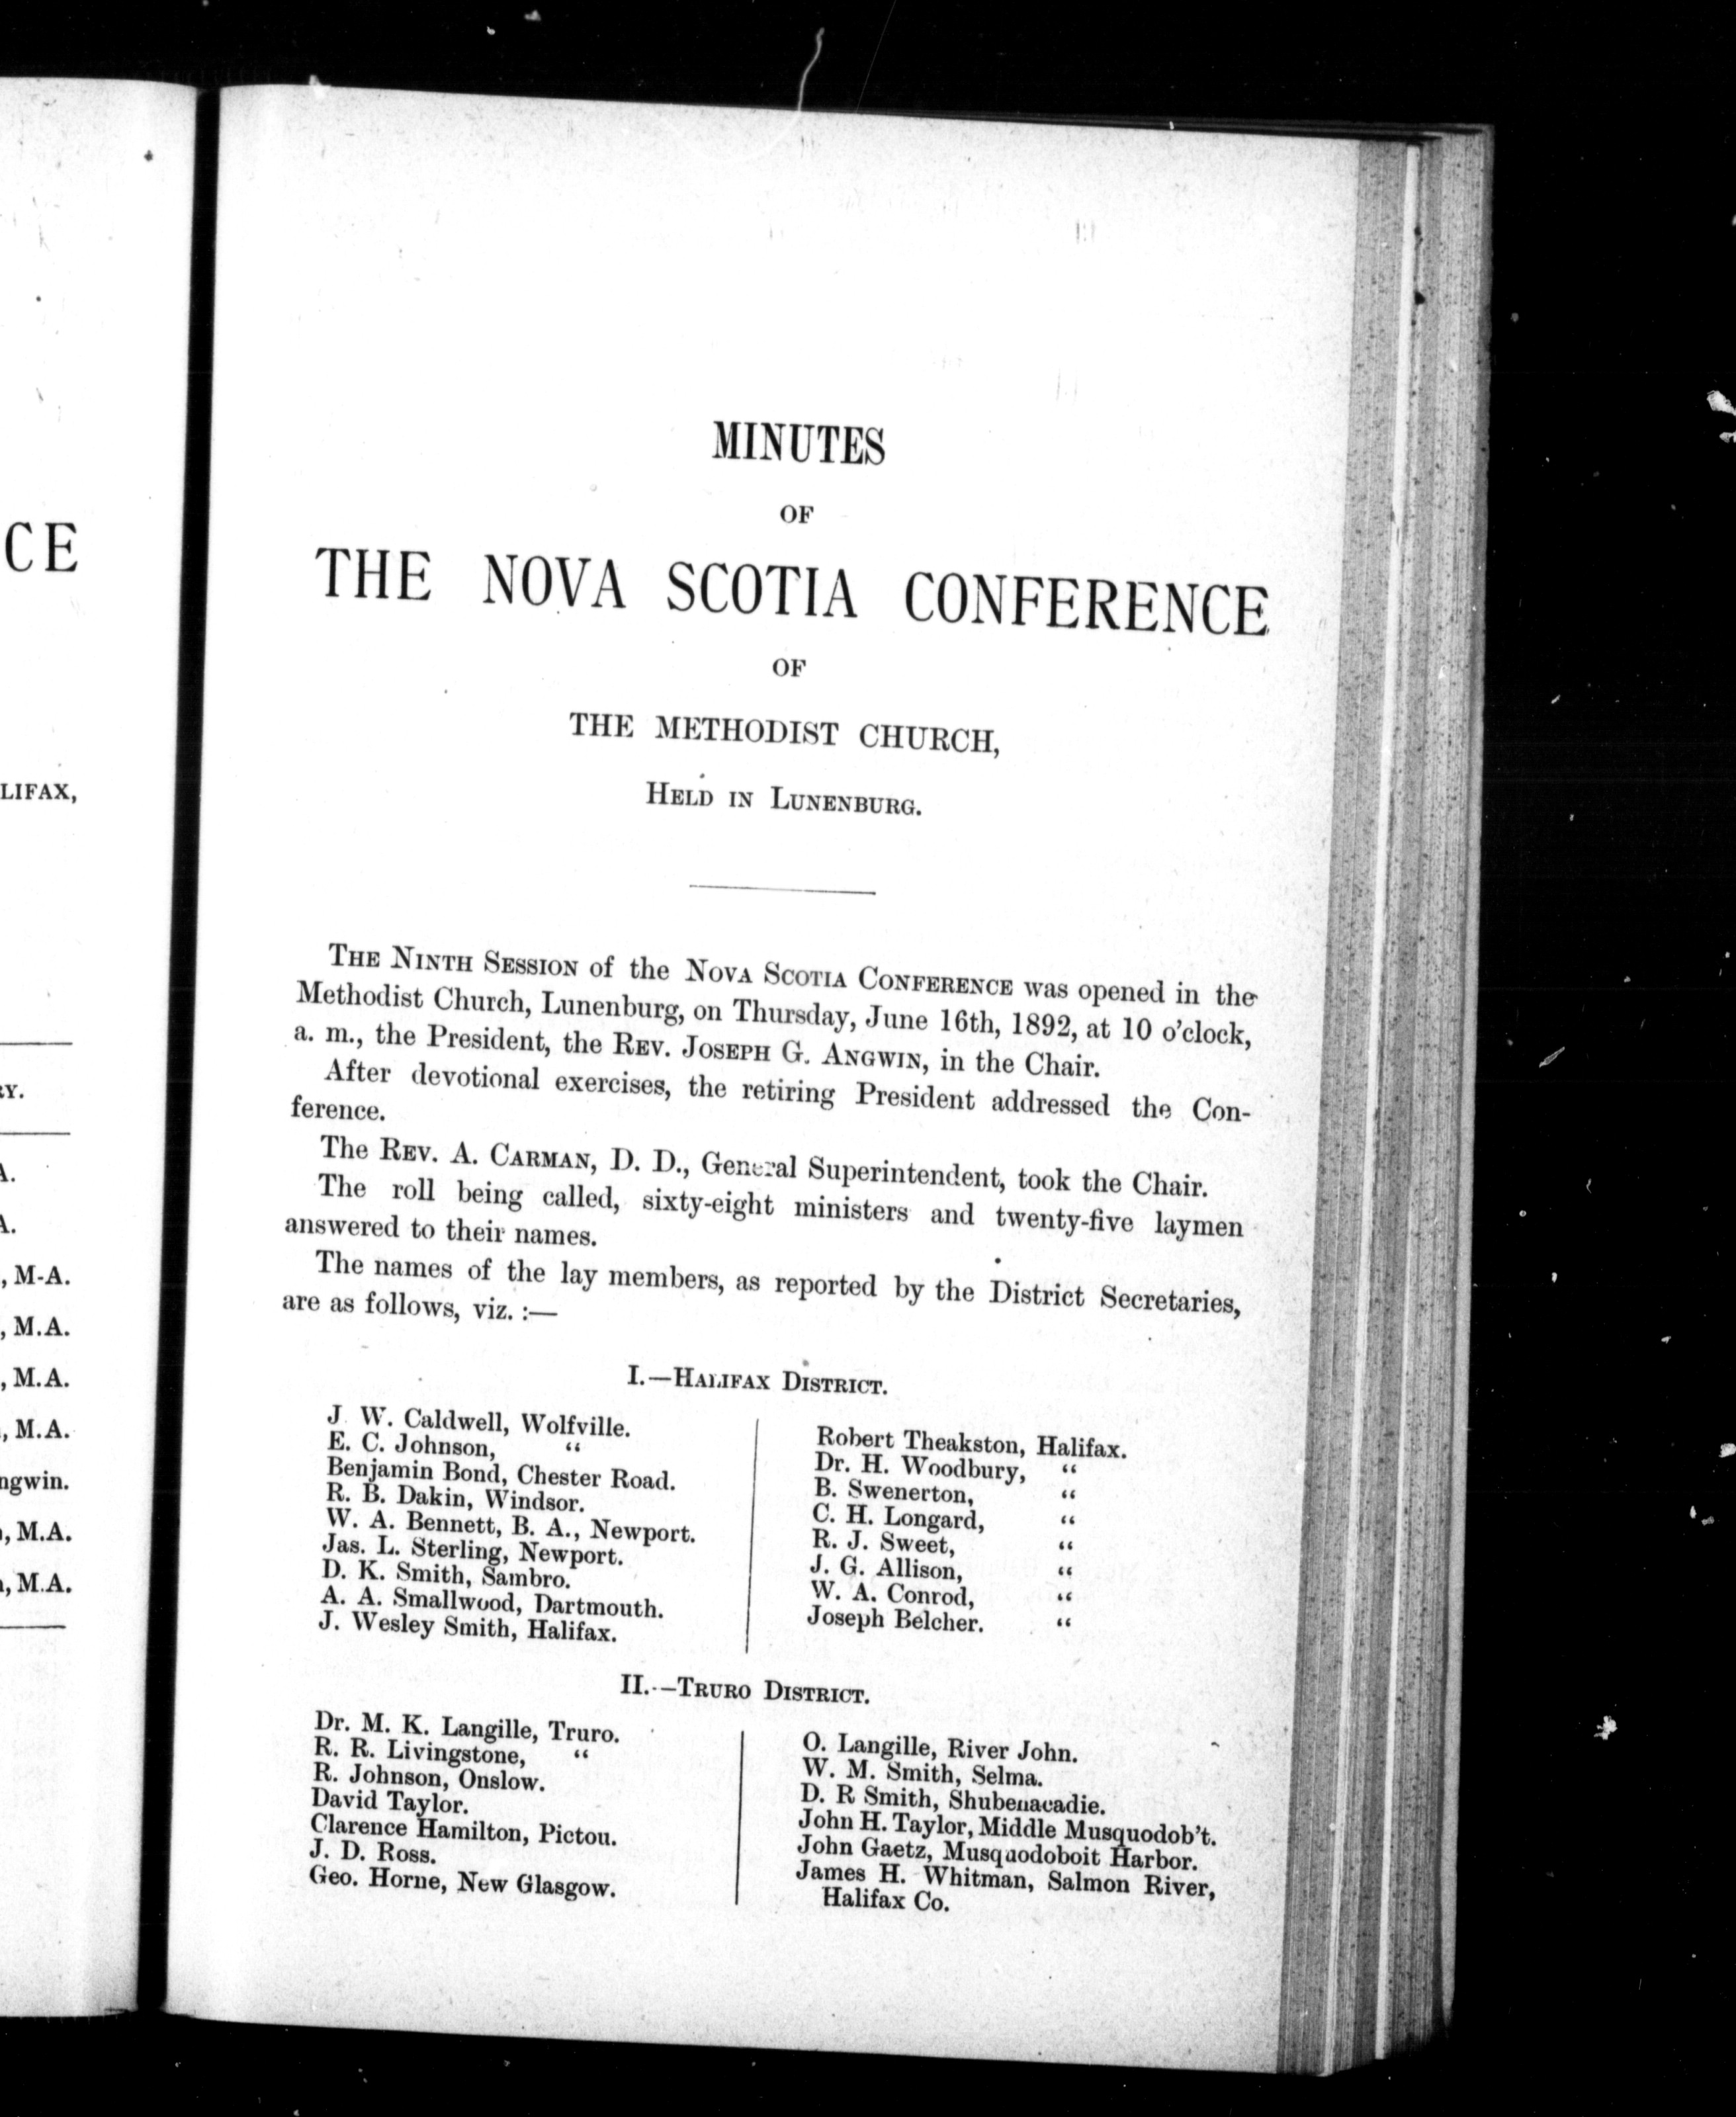 CE
LIFAX,
RY.
A.
A.
, M-A.
, M.A.
, M.A.
, M.A.
ngwin.
, M.A.
, M.A.
MINUTES
OF
THE NOVA SCOTIA CONFERENCE
OF
THE METHODIST CHURCH,
HELD IN LUNENBURG.
THE NINTH SESSION of the NOVA SCOTIA CONFERENCE was opened in the
Methodist Church, Lunenburg, on Thursday, June 16th, 1892, at 10 o'clock,
a. m., the President, the REV. JOSEPH G. ANGWIN, in the Chair.
After devotional exercises, the retiring President addressed the Con-
ference.
The REV. A. CARMAN, D. D., General Superintendent, took the Chair.
The roll being called, sixty-eight ministers and twenty-five laymen
answered to their names.
The names of the lay members, as reported by the District Secretaries,
are as follows, viz. :—
I.—HALIFAX DISTRICT.
J. W. Caldwell, Wolfville.
E. C. Johnson, "
Benjamin Bond, Chester Road.
R. B. Dakin, Windsor.
W. A. Bennett, B. A., Newport.
Jas. L. Sterling, Newport.
D. K. Smith, Sambro.
A. A. Smallwood, Dartmouth.
J. Wesley Smith, Halifax.
Robert Theakston, Halifax.
Dr. H. Woodbury, "
B. Swenerton, "
C. H. Longard, "
R. J. Sweet, "
J. G. Allison, "
W. A. Conrod, "
Joseph Belcher. "
II.—TRURO DISTRICT.
Dr. M. K. Langille, Truro.
R. R. Livingstone, "
R. Johnson, Onslow.
David Taylor.
Clarence Hamilton, Pictou.
J. D. Ross.
Geo. Horne, New Glasgow.
O. Langille, River John.
W. M. Smith, Selma.
D. R Smith, Shubenacadie.
John H. Taylor, Middle Musquodob't.
John Gaetz, Musquodoboit Harbor.
James H. Whitman, Salmon River,
Halifax Co.